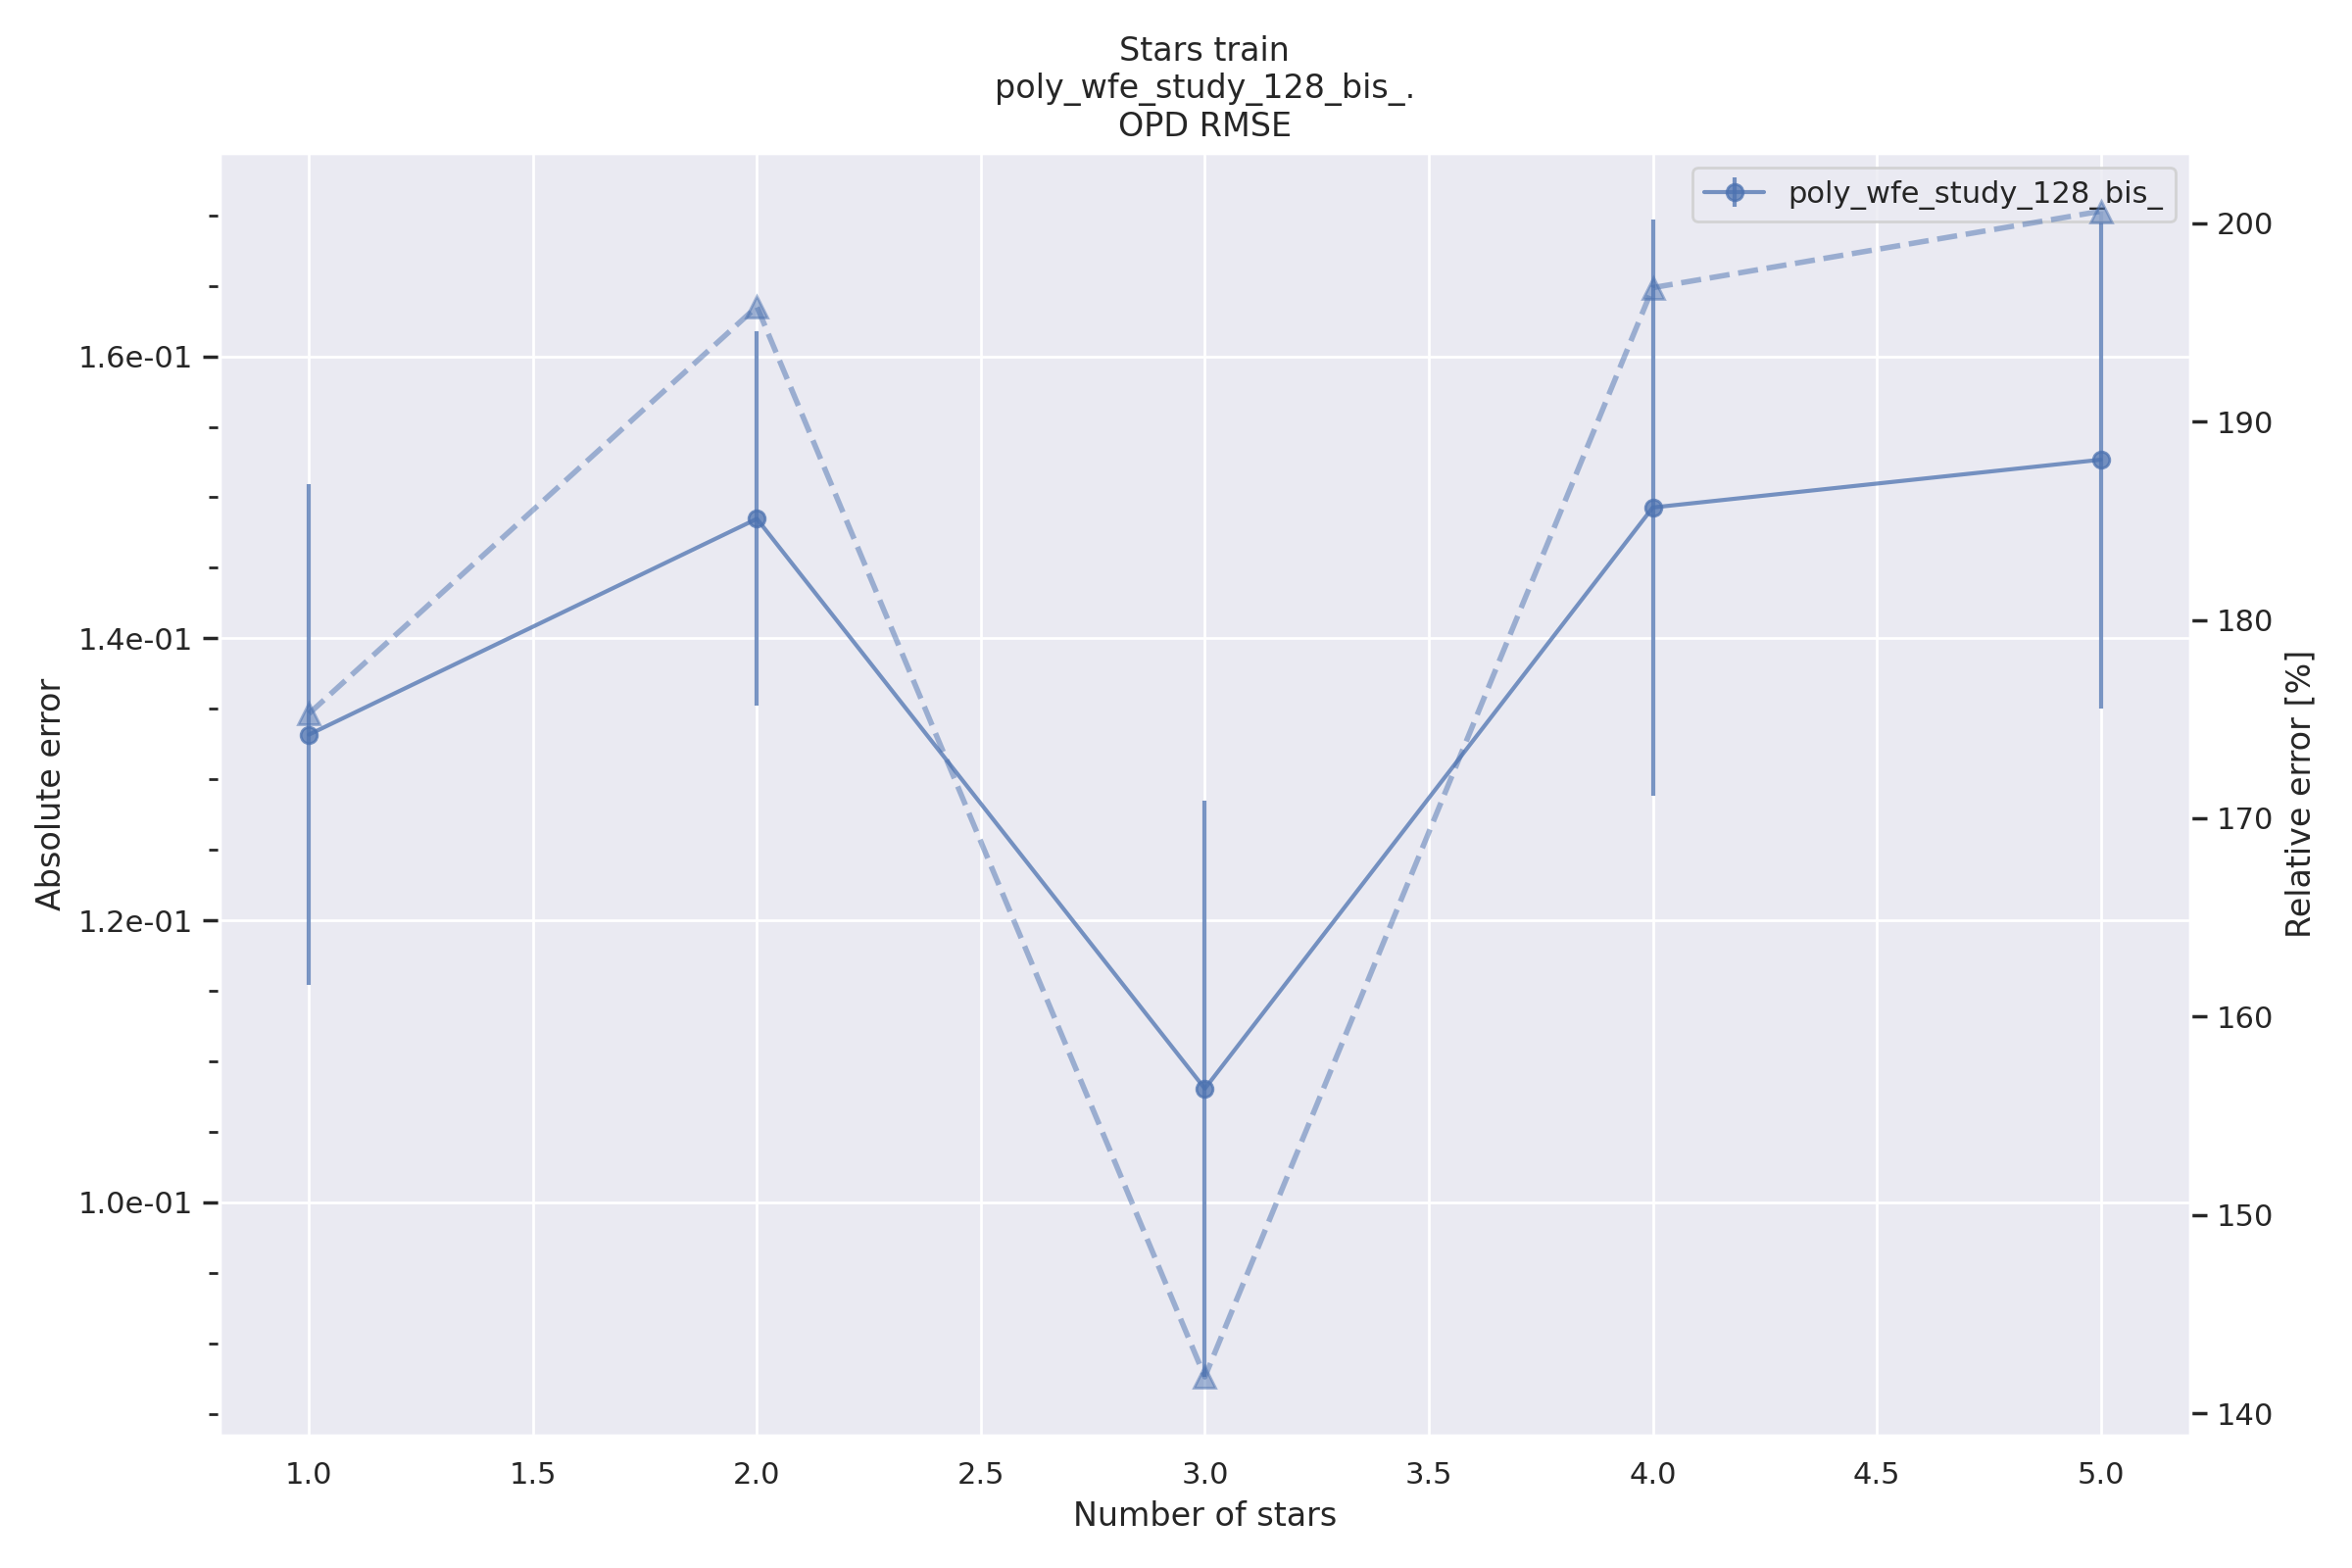 Stars train
poly_wfe_study_128_bis_.
OPD RMSE
poly_wfe_study_128_bis_
Absolute error
1.6e-01
1.4e-01
1.2e-01
1.0e-01
Relative error [%]
200
190
180
170
160
150
140
1.0 1.5 2.0 2.5 3.0 3.5 4.0 4.5 5.0
Number of stars